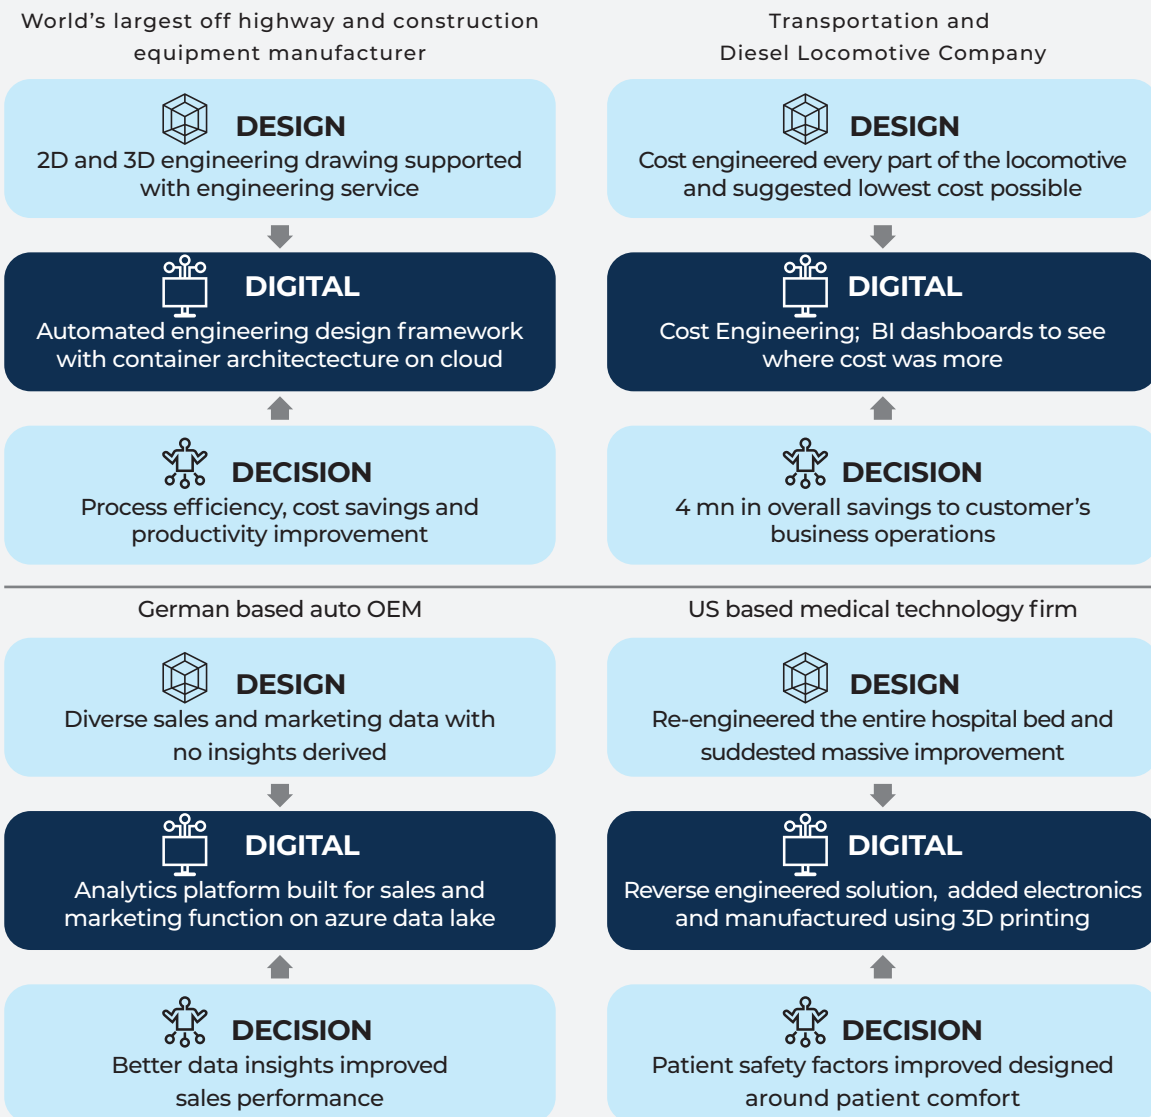 World's largest off highway and construction
equipment manufacturer
DESIGN
2D and 3D engineering drawing supported
with engineering service
DIGITAL
Automated engineering design framework
with container architectecture on cloud
DECISION
Process efficiency, cost savings and
productivity improvement
Transportation and
Diesel Locomotive Company
DESIGN
Cost engineered every part of the locomotive
and suggested lowest cost possible
DIGITAL
Cost Engineering; BI dashboards to see
where cost was more
DECISION
4 mn in overall savings to customer's
business operations
German based auto OEM
DESIGN
Diverse sales and marketing data with
no insights derived
DIGITAL
Analytics platform built for sales and
marketing function on azure data lake
DECISION
Better data insights improved
sales performance
US based medical technology firm
DESIGN
Re-engineered the entire hospital bed and
suddested massive improvement
DIGITAL
Reverse engineered solution, added electronics
and manufactured using 3D printing
DECISION
Patient safety factors improved designed
around patient comfort